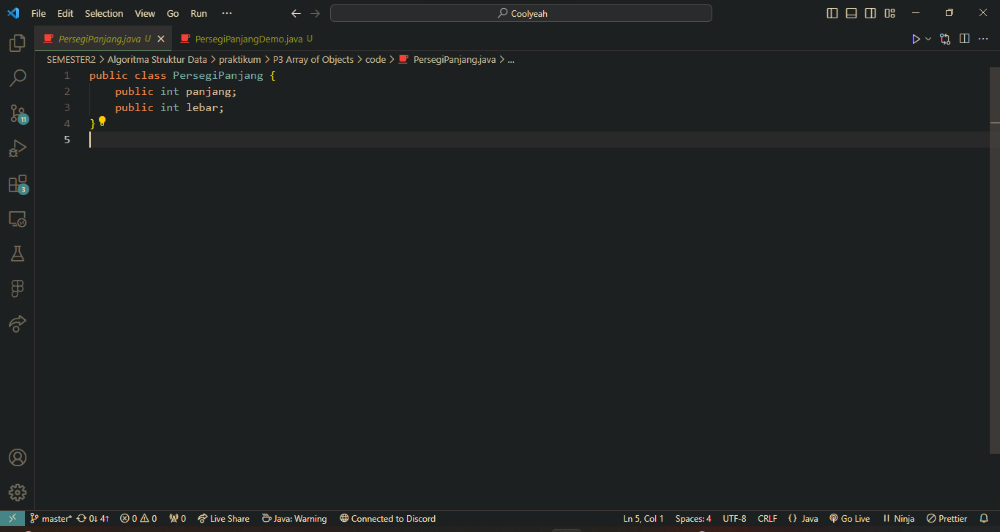 File Edit Selection View Go Run ··· Coolyeah
PersegiPanjang.java U PersegiPanjangDemo.java U
SEMESTER2 > Algoritma Struktur Data > praktikum > P3 Array of Objects > code > PersegiPanjang.java > ...
1 public class PersegiPanjang {
2 public int panjang;
3 public int lebar;
4 }
5
11
3
master* 0↓ 4↑ 0 0 0 Live Share Java: Warning Connected to Discord Ln 5, Col 1 Spaces: 4 UTF-8 CRLF {} Java Go Live Ninja Prettier